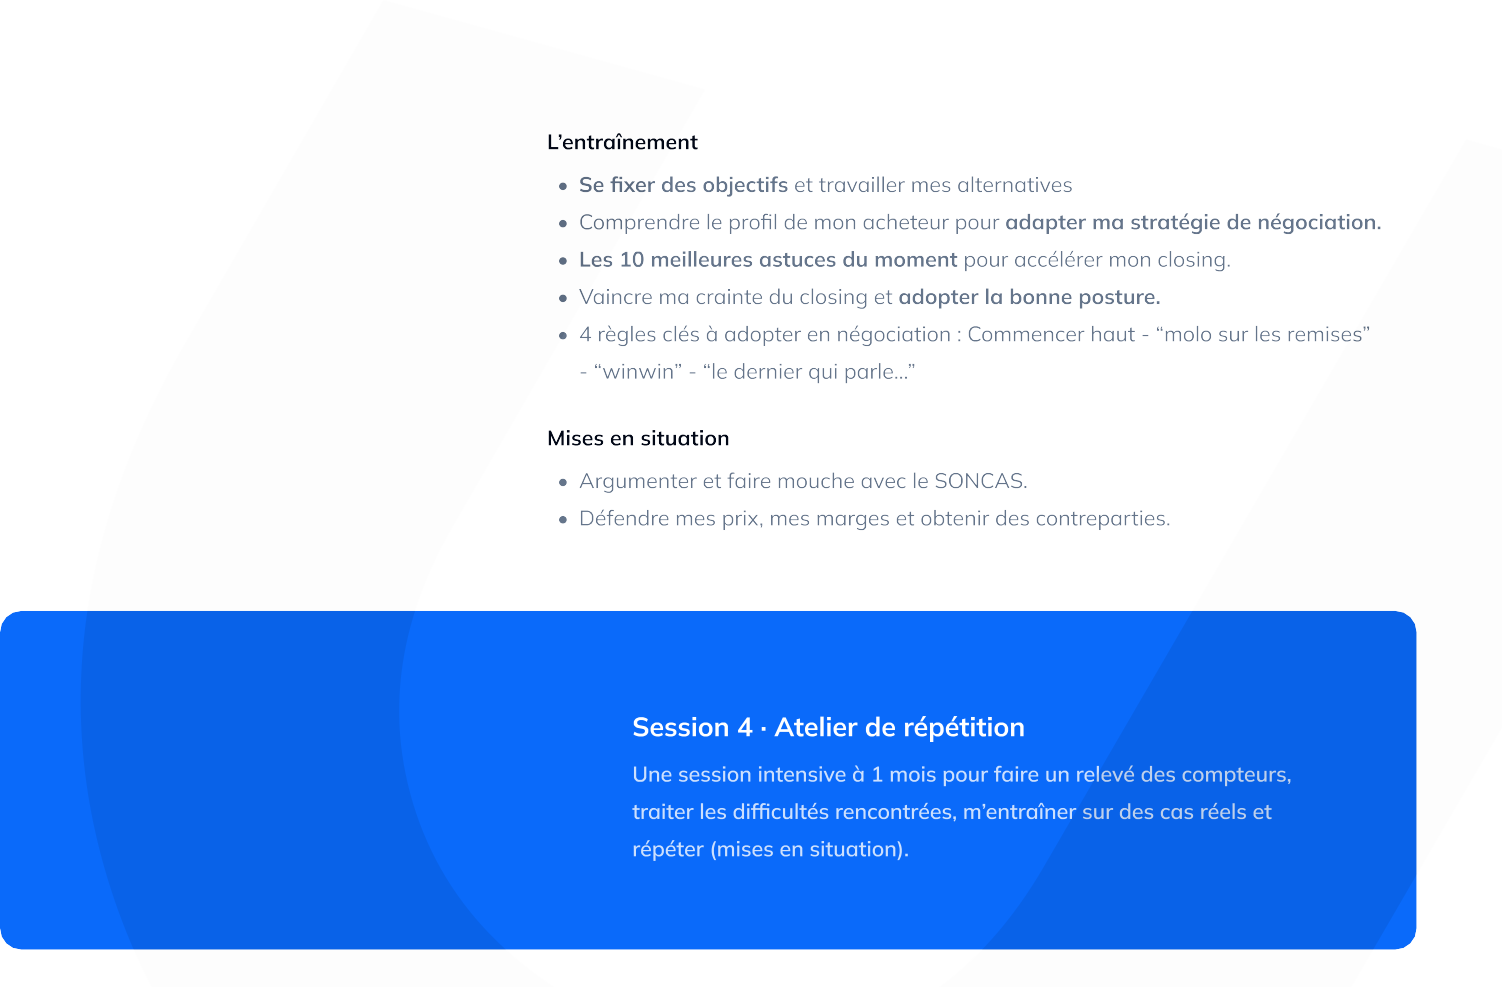 L’entraînement
• Se fixer des objectifs et travailler mes alternatives
• Comprendre le profil de mon acheteur pour adapter ma stratégie de négociation.
• Les 10 meilleures astuces du moment pour accélérer mon closing.
• Vaincre ma crainte du closing et adopter la bonne posture.
• 4 règles clés à adopter en négociation : Commencer haut - “molo sur les remises”
- “winwin” - “le dernier qui parle...”
Mises en situation
• Argumenter et faire mouche avec le SONCAS.
• Défendre mes prix, mes marges et obtenir des contreparties.
Session 4 · Atelier de répétition
Une session intensive à 1 mois pour faire un relevé des compteurs,
traiter les difficultés rencontrées, m’entraîner sur des cas réels et
répéter (mises en situation).